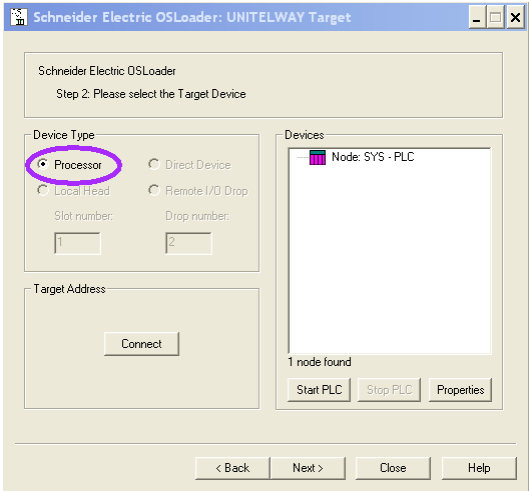 Schneider Electric OSLoader: UNITELWAY Target
Schneider Electric OSLoader
Step 2: Please select the Target Device
Device Type
Processor
Direct Device
Local Head
Remote I/O Drop
Slot number:
Drop number:
1
2
Target Address
Connect
Devices
Node: SYS - PLC
1 node found
Start PLC
Stop PLC
Properties
< Back
Next >
Close
Help